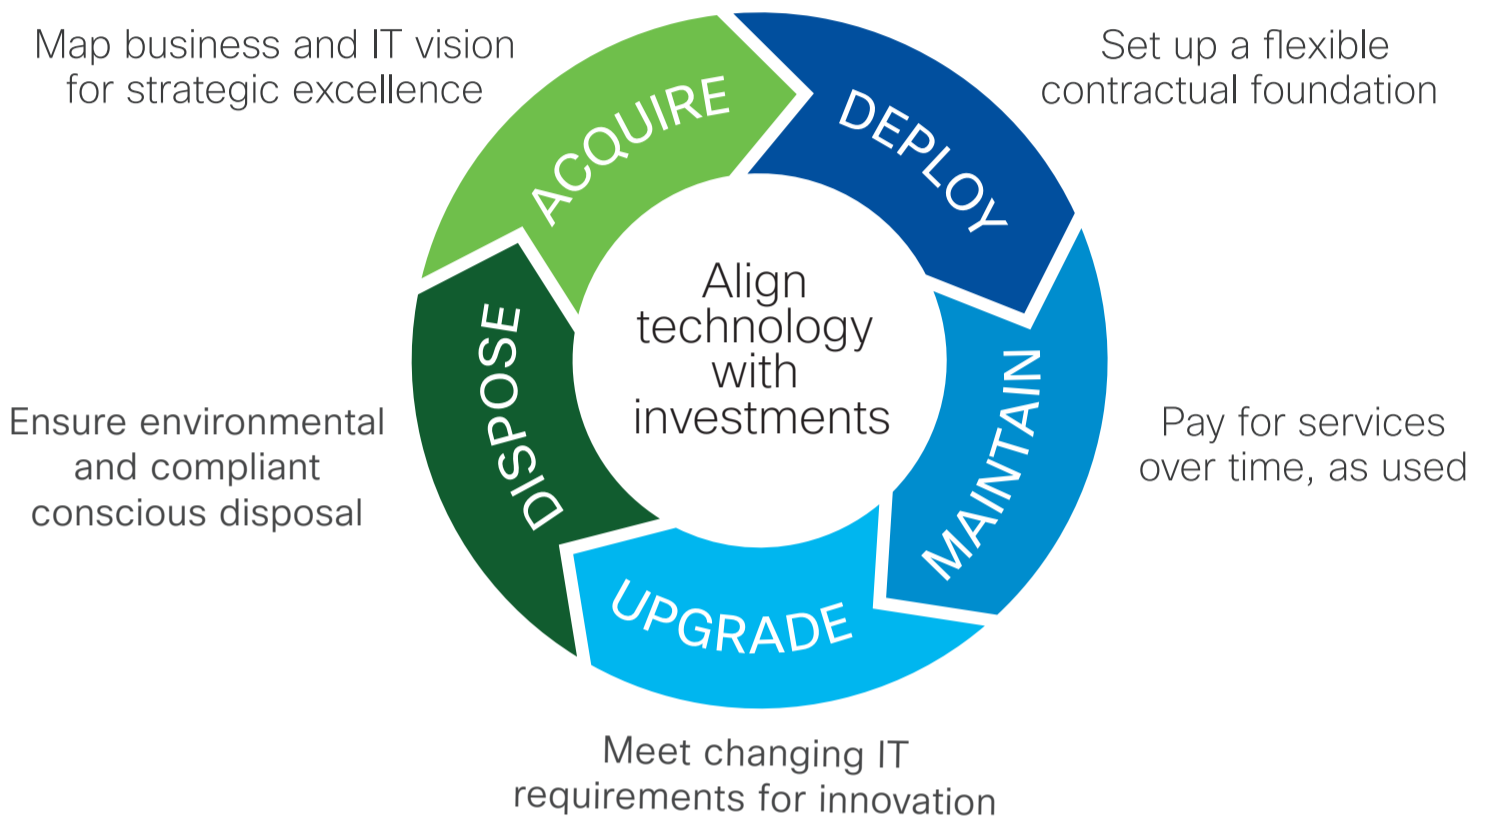 Map business and IT vision
for strategic excellence
ACQUIRE
DEPLOY
Set up a flexible
contractual foundation
Align
technology
with
investments
DISPOSE
MAINTAIN
Ensure environmental
and compliant
conscious disposal
Pay for services
over time, as used
UPGRADE
Meet changing IT
requirements for innovation